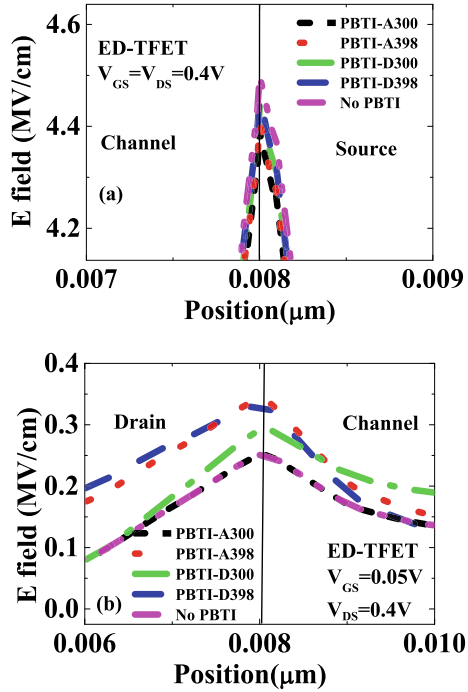 4.6
4.4
4.2
E field (MV/cm)
ED-TFET
V_GS=V_DS=0.4V
Channel
(a)
PBTI-A300
PBTI-A398
PBTI-D300
PBTI-D398
No PBTI
Source
0.007 0.008 0.009
Position(μm)
0.4
0.3
0.2
0.1
0.0
E field (MV/cm)
Drain
Channel
PBTI-A300
PBTI-A398
PBTI-D300
PBTI-D398
No PBTI
(b)
ED-TFET
V_GS=0.05V
V_DS=0.4V
0.006 0.008 0.010
Position(μm)